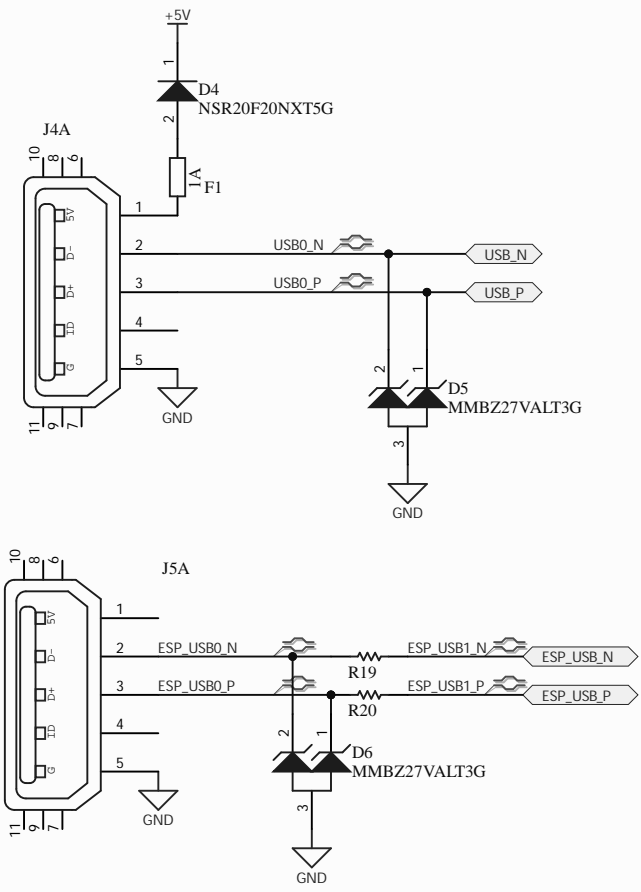 +5V
1
D4
NSR20F20NXT5G
2
J4A
10
8
6
1A
F1
5V
1
D-
2
USB0_N
USB_N
D+
3
USB0_P
USB_P
ID
4
G
5
2
1
D5
MMBZ27VALT3G
GND
11
9
7
3
GND
10
8
6
J5A
5V
1
D-
2
ESP_USB0_N
ESP_USB1_N
ESP_USB_N
R19
D+
3
ESP_USB0_P
ESP_USB1_P
ESP_USB_P
R20
ID
4
2
1
D6
MMBZ27VALT3G
G
5
GND
11
9
7
3
GND